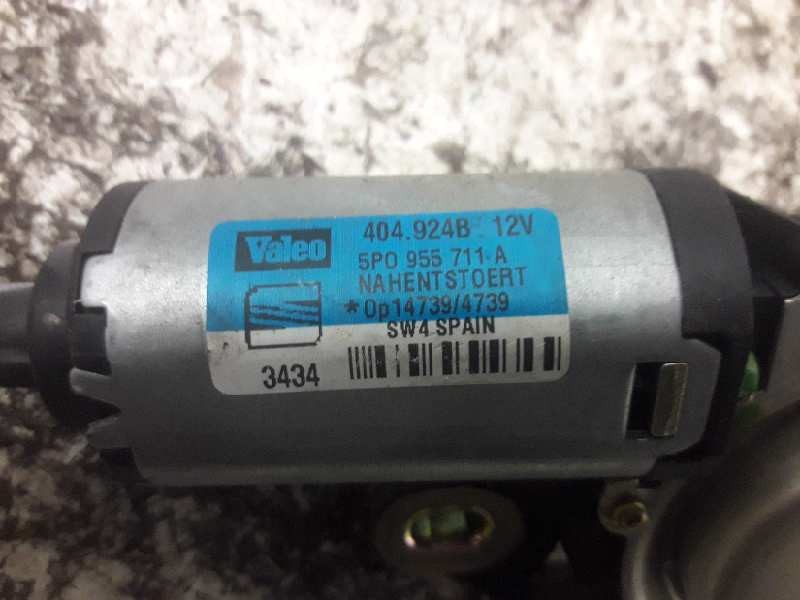 Valeo
404.924B 12V
5P0 955 711 A
NAHENTSTOERT
*0p14739/4739
SW4 SPAIN
3434